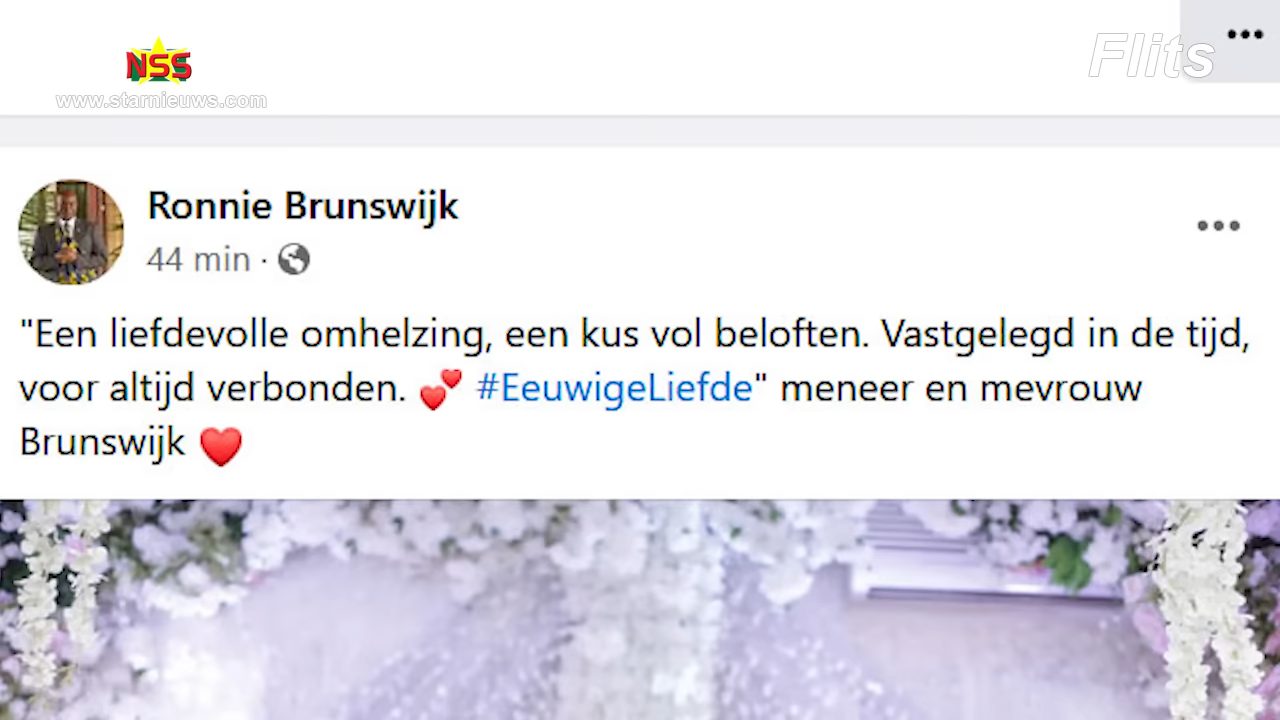 NSS
www.starnieuws.com
Flits
Ronnie Brunswijk
44 min ·
"Een liefdevolle omhelzing, een kus vol beloften. Vastgelegd in de tijd,
voor altijd verbonden. 💕 #EeuwigeLiefde" meneer en mevrouw
Brunswijk ❤️